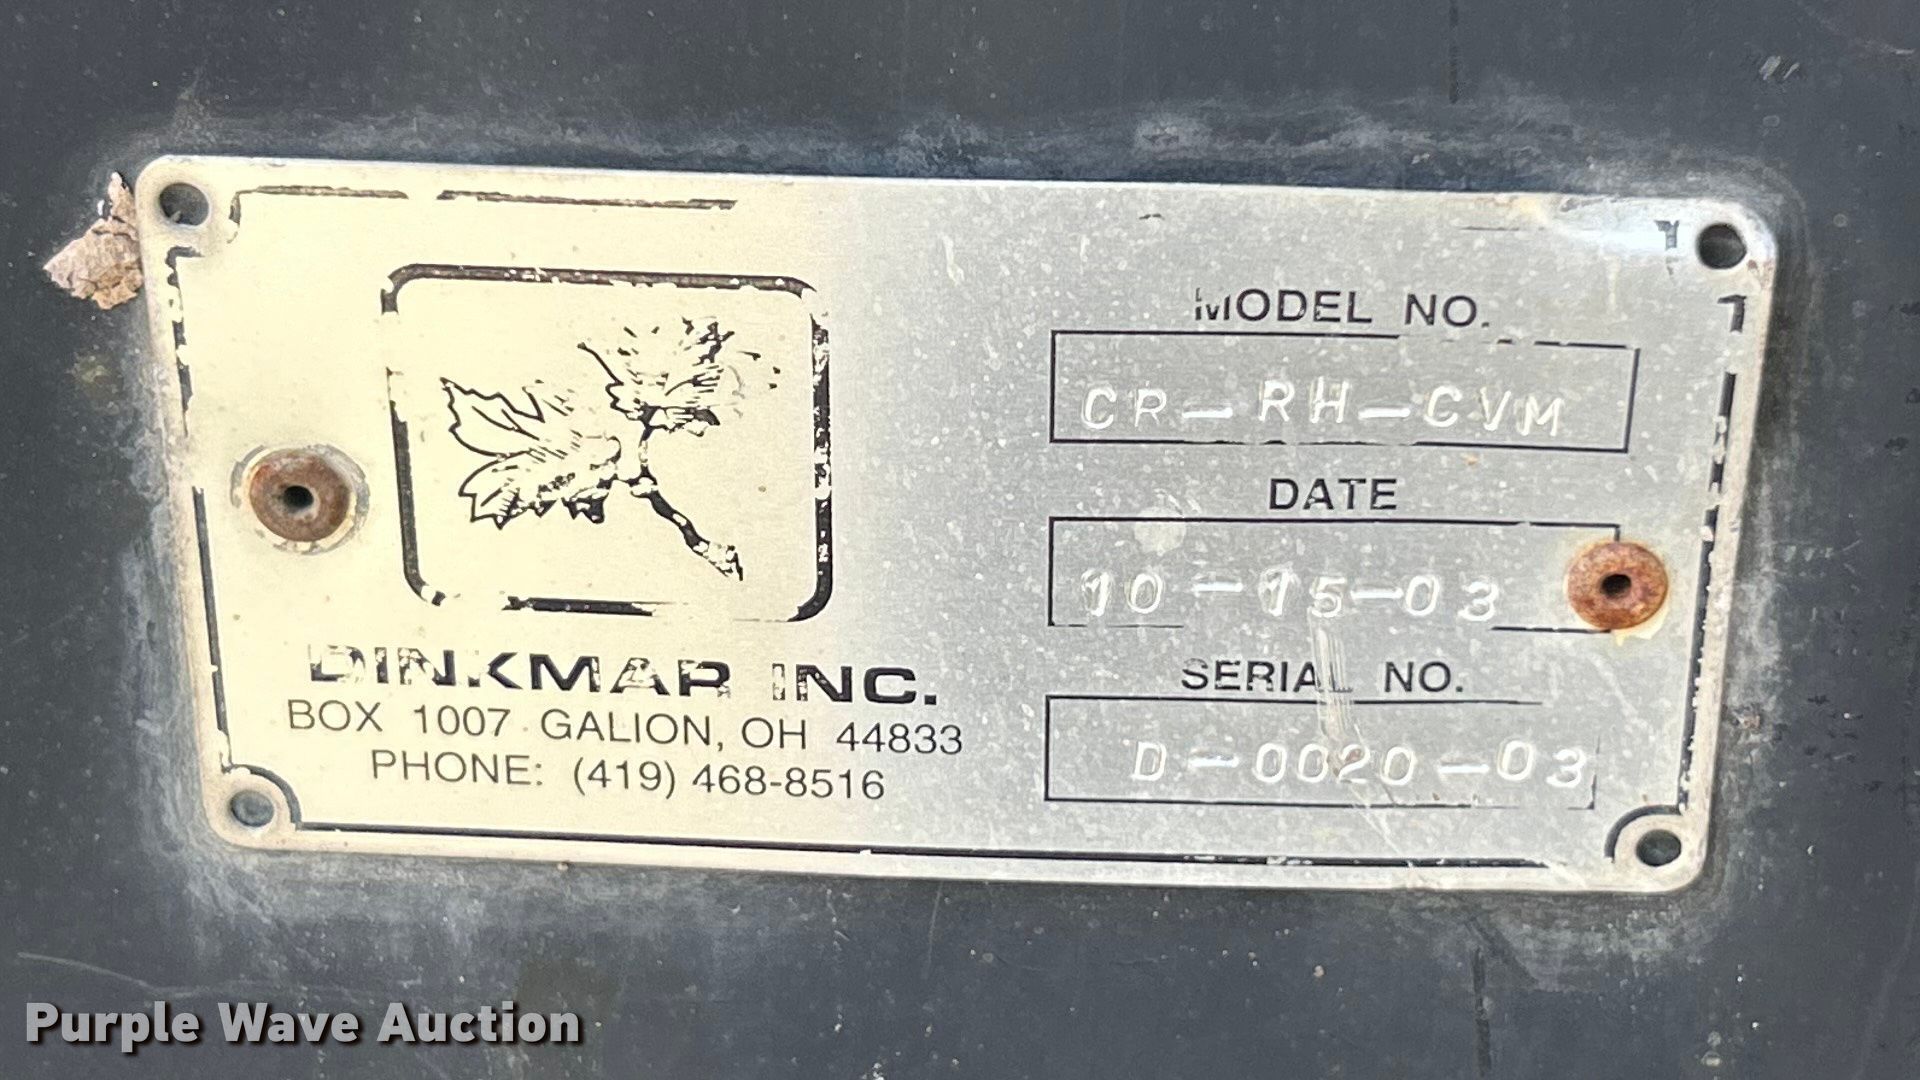 DINKMAR INC.
BOX 1007 GALION, OH 44833
PHONE: (419) 468-8516
MODEL NO.
CR-RH-CVM
DATE
10-15-03
SERIAL NO.
D-0020-03
Purple Wave Auction